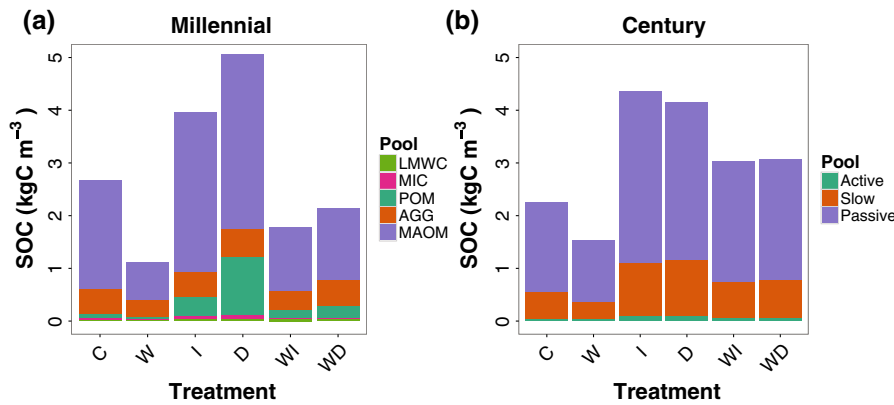 (a)
Millennial
SOC (kgC m−3 )
5
4
3
2
1
0
C
W
I
D
WI
WD
Treatment
Pool
LMWC
MIC
POM
AGG
MAOM
(b)
Century
SOC (kgC m−3 )
5
4
3
2
1
0
C
W
I
D
WI
WD
Treatment
Pool
Active
Slow
Passive